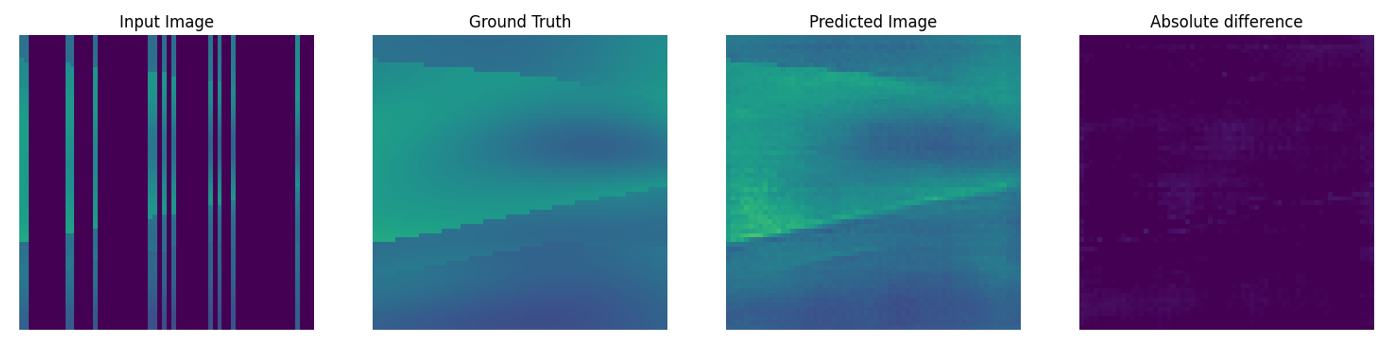 Input Image
Ground Truth
Predicted Image
Absolute difference